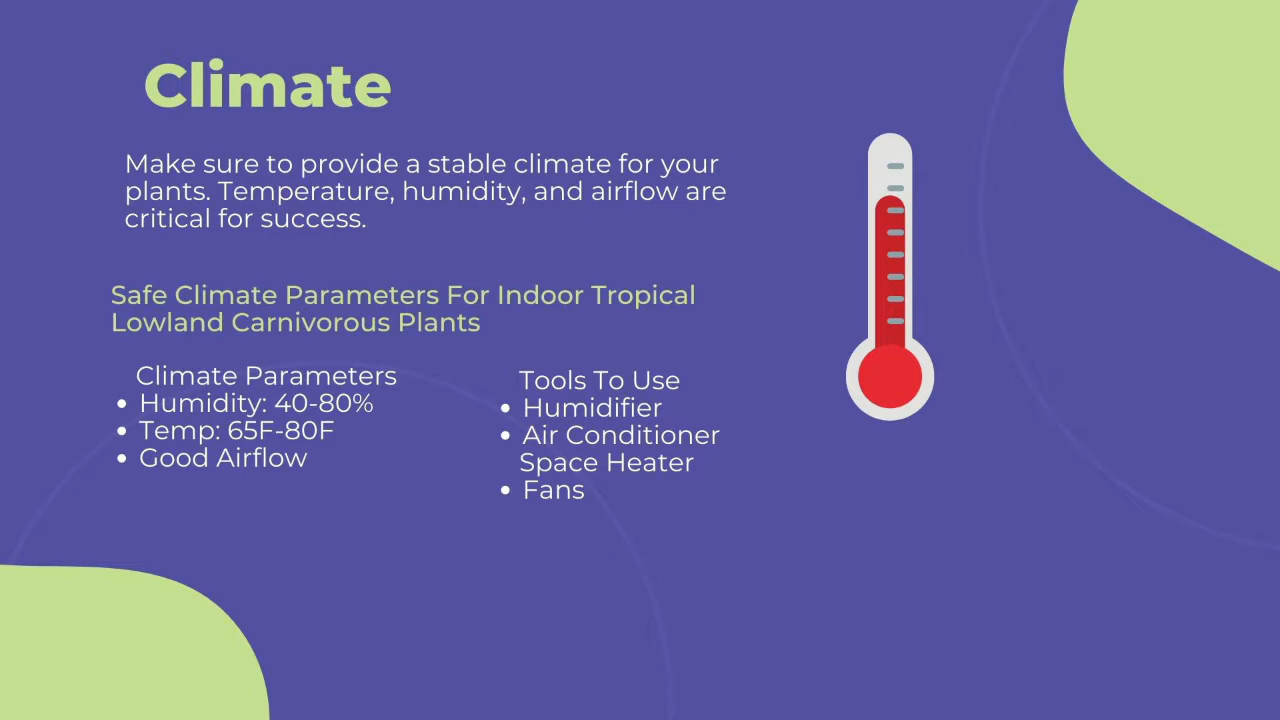 Climate
Make sure to provide a stable climate for your
plants. Temperature, humidity, and airflow are
critical for success.
Safe Climate Parameters For Indoor Tropical
Lowland Carnivorous Plants
Climate Parameters
• Humidity: 40-80%
• Temp: 65F-80F
• Good Airflow
Tools To Use
• Humidifier
• Air Conditioner
Space Heater
• Fans